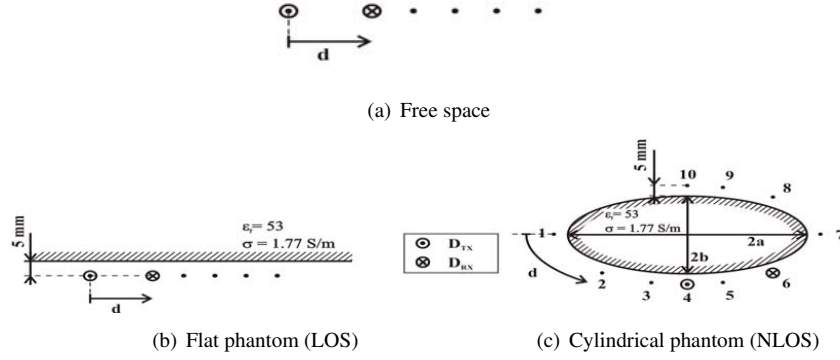 d
(a) Free space
5 mm
εr= 53
σ = 1.77 S/m
d
(b) Flat phantom (LOS)
DTX
DRX
5 mm
10
9
8
εr= 53
σ = 1.77 S/m
1
2a
7
2b
d
2
3
4
5
6
(c) Cylindrical phantom (NLOS)